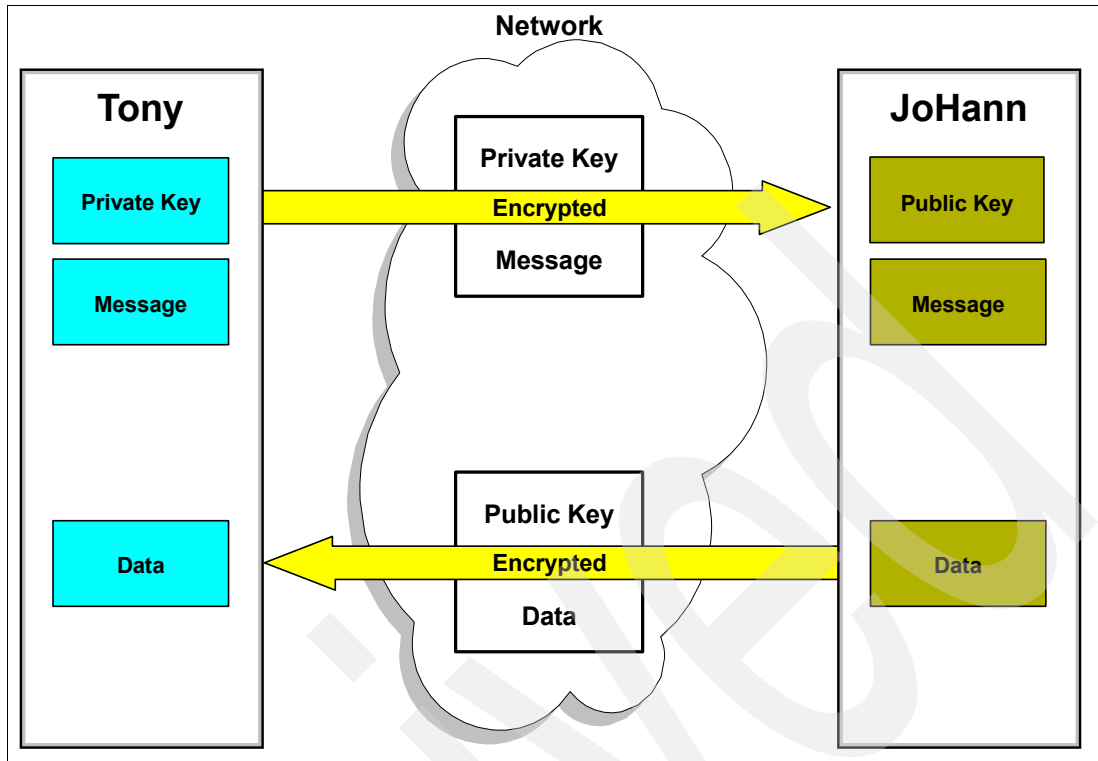 Network
Tony
Private Key
Message
Data
Private Key
Encrypted
Message
Public Key
Encrypted
Data
JoHann
Public Key
Message
Data